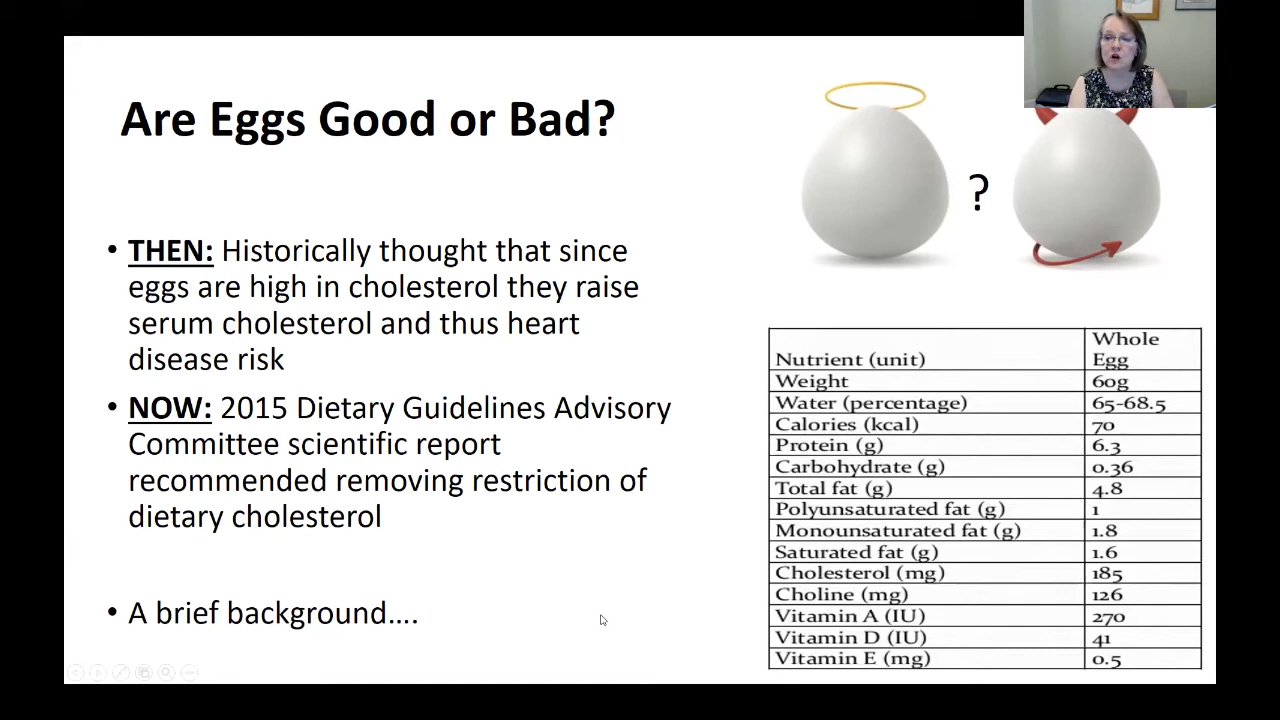 Are Eggs Good or Bad?
?
• THEN: Historically thought that since
eggs are high in cholesterol they raise
serum cholesterol and thus heart
disease risk
• NOW: 2015 Dietary Guidelines Advisory
Committee scientific report
recommended removing restriction of
dietary cholesterol
• A brief background....
Nutrient (unit) Whole Egg
Weight 60g
Water (percentage) 65-68.5
Calories (kcal) 70
Protein (g) 6.3
Carbohydrate (g) 0.36
Total fat (g) 4.8
Polyunsaturated fat (g) 1
Monounsaturated fat (g) 1.8
Saturated fat (g) 1.6
Cholesterol (mg) 185
Choline (mg) 126
Vitamin A (IU) 270
Vitamin D (IU) 41
Vitamin E (mg) 0.5